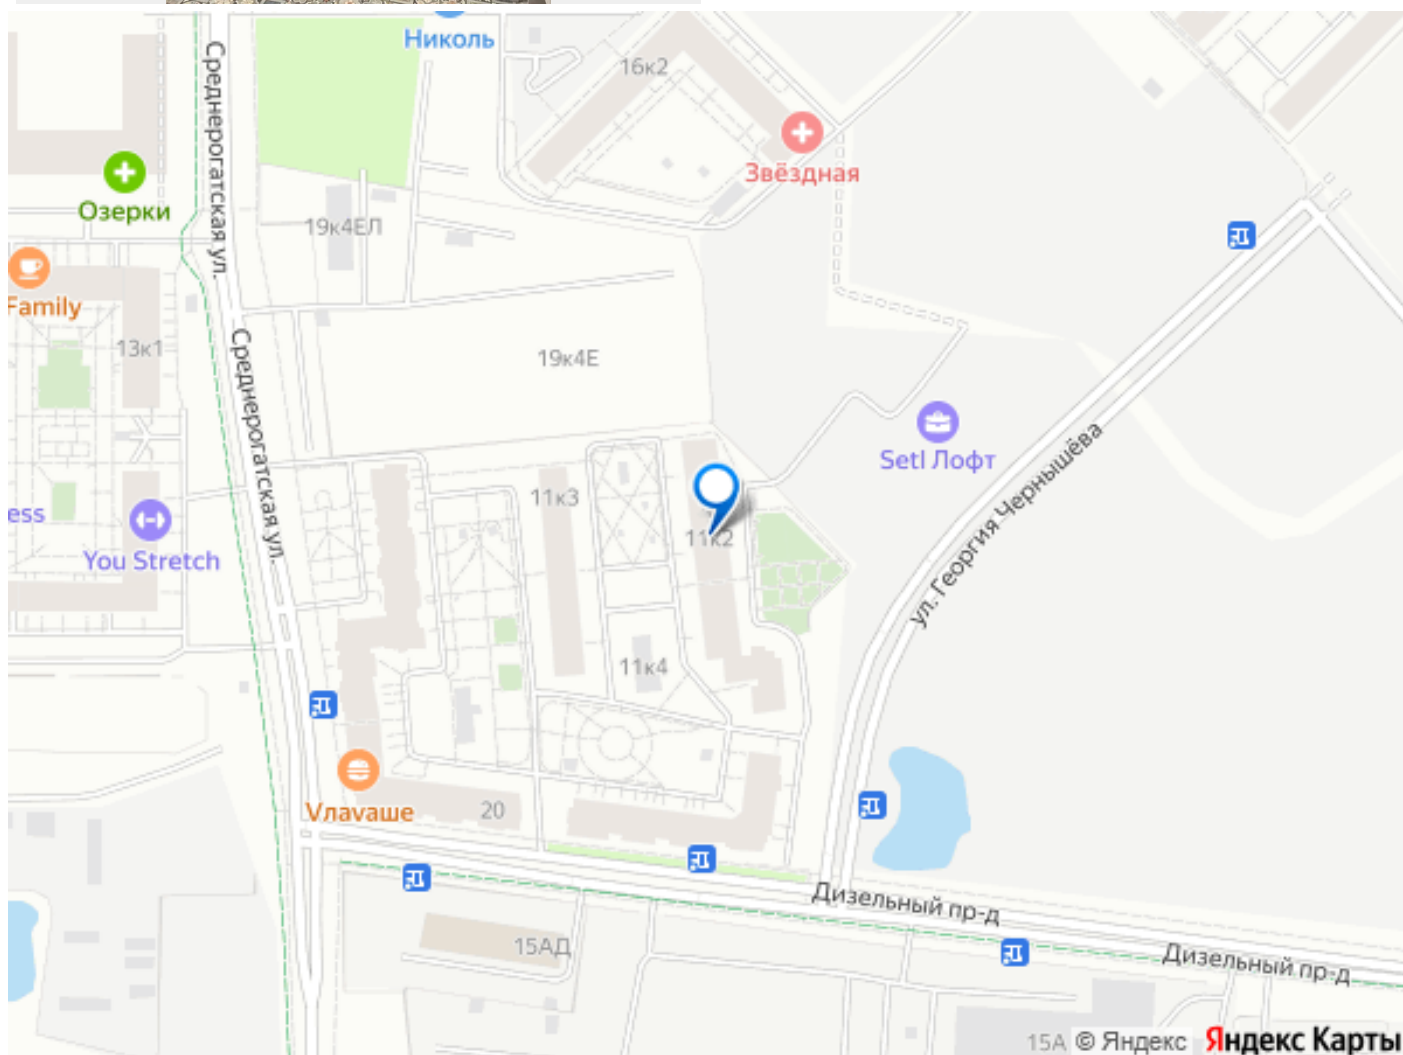 Николь
16к2
Среднерогатская ул.
Звёздная
Озерки
19к4ЕЛ
Family
13к1
Среднерогатская ул.
19к4Е
Setl Лофт
ул. Георгия Чернышёва
11к3
ess
11к2
You Stretch
11к4
Vлаvаше
20
Дизельный пр-д
15АД
Дизельный пр-д
15А
© Яндекс
Яндекс Карты